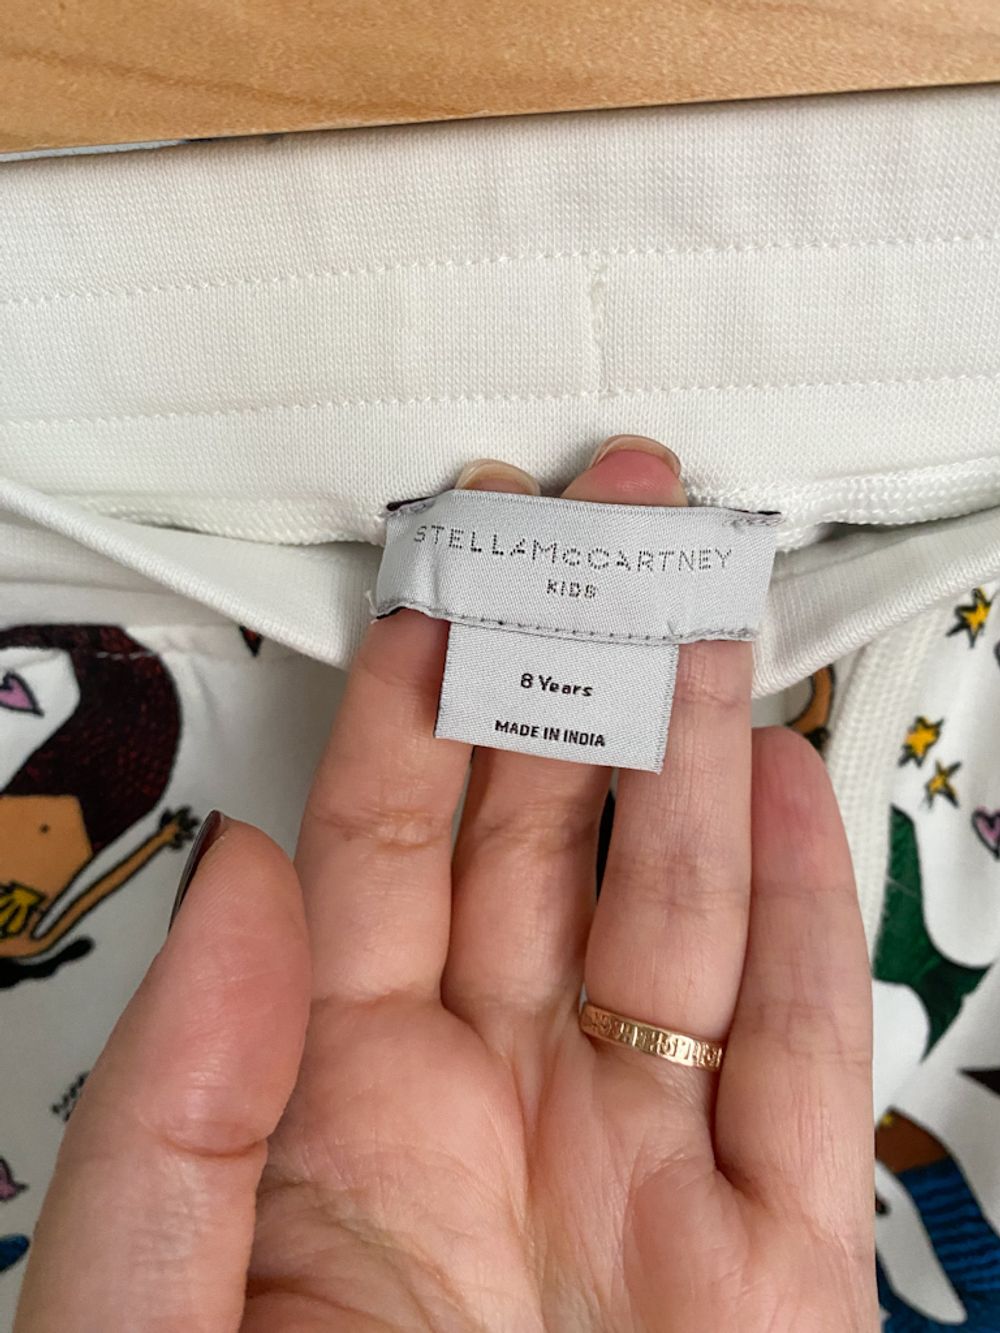 STELLAMcCARTNEY
KIDS
8 Years
MADE IN INDIA